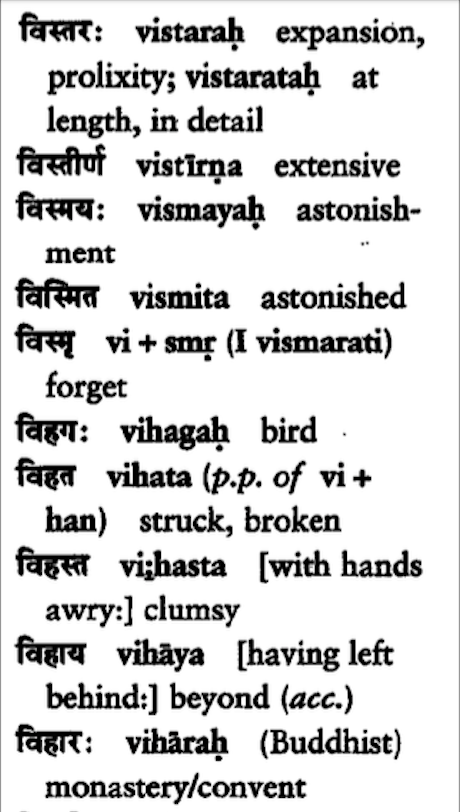 विस्तर: vistaraḥ expansion,
prolixity; vistarataḥ at
length, in detail
विस्तीर्ण vistīrṇa extensive
विस्मय: vismayaḥ astonish-
ment
विस्मित vismita astonished
विस्मृ vi + smṛ (I vismarati)
forget
विहग: vihagaḥ bird
विहत vihata (p.p. of vi +
han) struck, broken
विहस्त vi;hasta [with hands
awry:] clumsy
विहाय vihāya [having left
behind:] beyond (acc.)
विहार: vihāraḥ (Buddhist)
monastery/convent